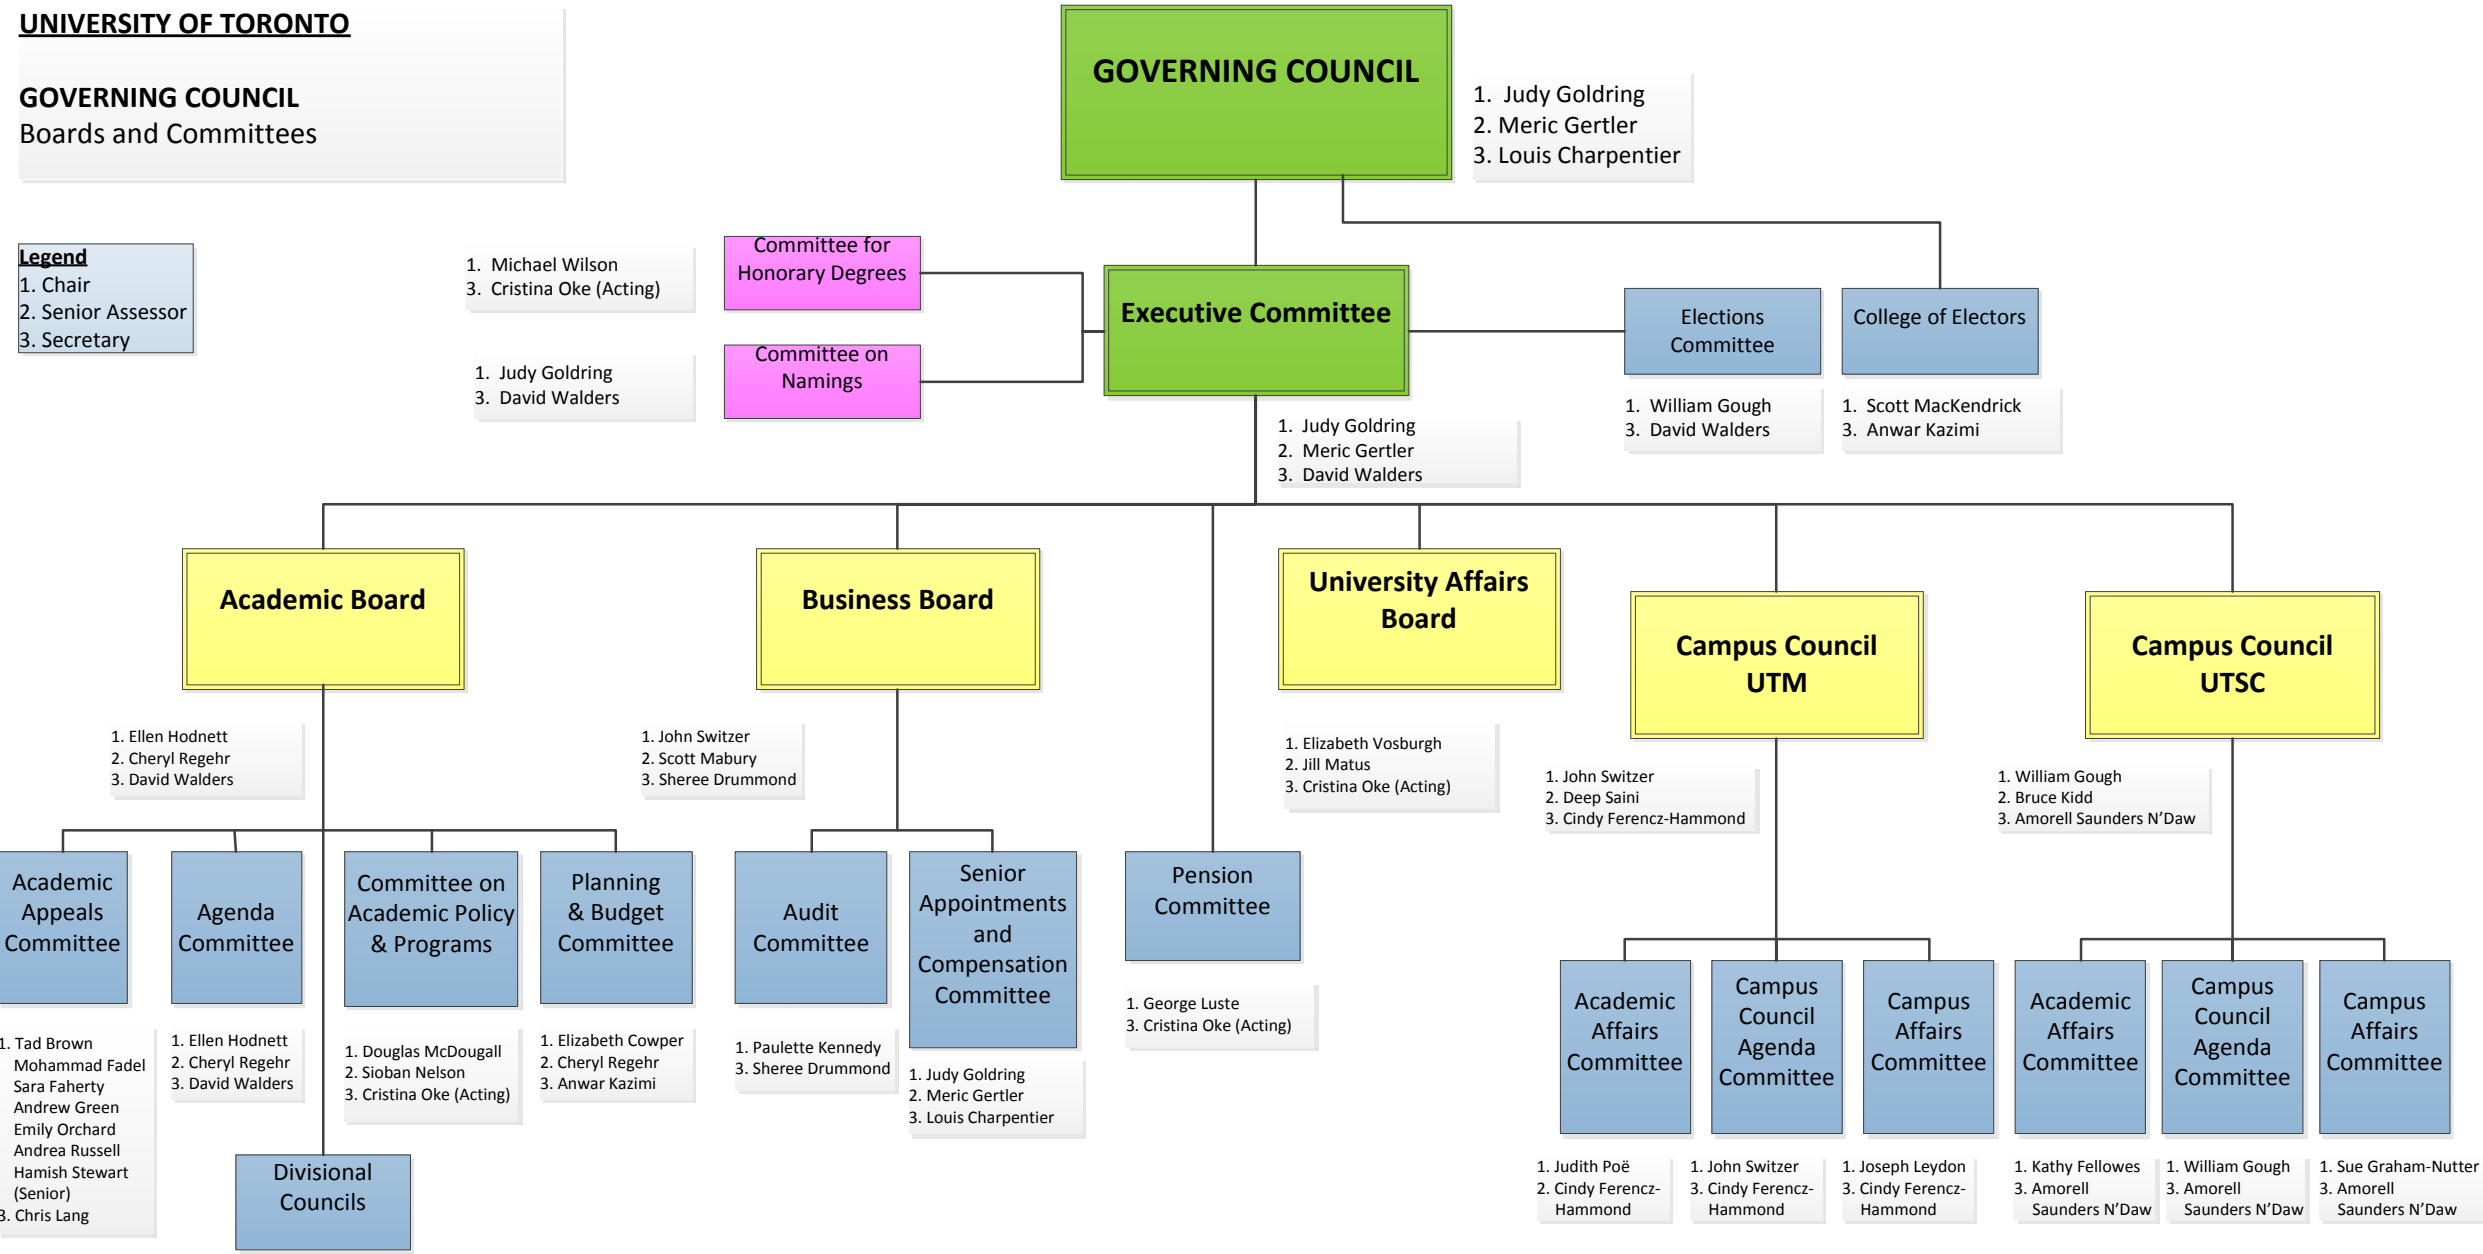 UNIVERSITY OF TORONTO
GOVERNING COUNCIL
Boards and Committees
GOVERNING COUNCIL
1. Judy Goldring
2. Meric Gertler
3. Louis Charpentier
Legend
1. Chair
2. Senior Assessor
3. Secretary
1. Michael Wilson
3. Cristina Oke (Acting)
Committee for
Honorary Degrees
1. Judy Goldring
3. David Walders
Committee on
Namings
Executive Committee
1. Judy Goldring
2. Meric Gertler
3. David Walders
Elections
Committee
1. William Gough
3. David Walders
College of Electors
1. Scott MacKendrick
3. Anwar Kazimi
Academic Board
1. Ellen Hodnett
2. Cheryl Regehr
3. David Walders
Business Board
1. John Switzer
2. Scott Mabury
3. Sheree Drummond
University Affairs
Board
1. Elizabeth Vosburgh
2. Jill Matus
3. Cristina Oke (Acting)
Campus Council
UTM
1. John Switzer
2. Deep Saini
3. Cindy Ferencz-Hammond
Campus Council
UTSC
1. William Gough
2. Bruce Kidd
3. Amorell Saunders N’Daw
Academic
Appeals
Committee
1. Tad Brown
Mohammad Fadel
Sara Faherty
Andrew Green
Emily Orchard
Andrea Russell
Hamish Stewart
(Senior)
3. Chris Lang
Agenda
Committee
1. Ellen Hodnett
2. Cheryl Regehr
3. David Walders
Committee on
Academic Policy
& Programs
1. Douglas McDougall
2. Sioban Nelson
3. Cristina Oke (Acting)
Planning
& Budget
Committee
1. Elizabeth Cowper
2. Cheryl Regehr
3. Anwar Kazimi
Divisional
Councils
Audit
Committee
1. Paulette Kennedy
3. Sheree Drummond
Senior
Appointments
and
Compensation
Committee
1. Judy Goldring
2. Meric Gertler
3. Louis Charpentier
Pension
Committee
1. George Luste
3. Cristina Oke (Acting)
Academic
Affairs
Committee
1. Judith Poë
2. Cindy Ferencz-
Hammond
Campus
Council
Agenda
Committee
1. John Switzer
3. Cindy Ferencz-
Hammond
Campus
Affairs
Committee
1. Joseph Leydon
3. Cindy Ferencz-
Hammond
Academic
Affairs
Committee
1. Kathy Fellowes
3. Amorell
Saunders N’Daw
Campus
Council
Agenda
Committee
1. William Gough
3. Amorell
Saunders N’Daw
Campus
Affairs
Committee
1. Sue Graham-Nutter
3. Amorell
Saunders N’Daw